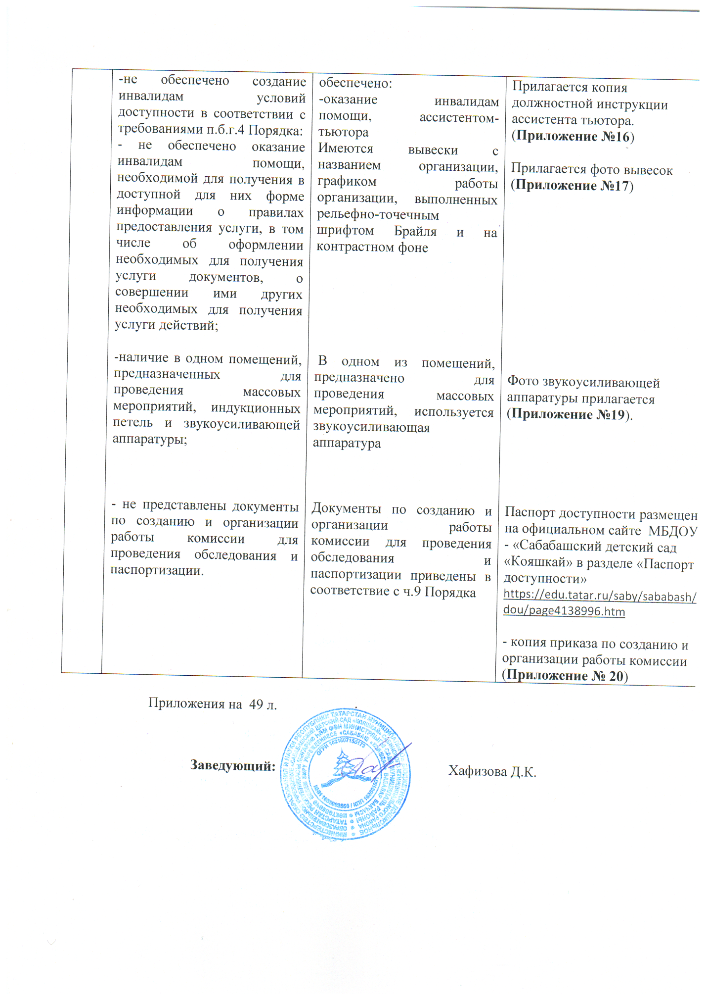 -не обеспечено создание
инвалидам условий
доступности в соответствии с
требованиями п.б.г.4 Порядка:
- не обеспечено оказание
инвалидам помощи,
необходимой для получения в
доступной для них форме
информации о правилах
предоставления услуги, в том
числе об оформлении
необходимых для получения
услуги документов, о
совершении ими других
необходимых для получения
услуги действий;
-наличие в одном помещений,
предназначенных для
проведения массовых
мероприятий, индукционных
петель и звукоусиливающей
аппаратуры;
- не представлены документы
по созданию и организации
работы комиссии для
проведения обследования и
паспортизации.
обеспечено:
-оказание инвалидам
помощи, ассистентом-
тьютора
Имеются вывески с
названием организации,
графиком работы
организации, выполненных
рельефно-точечным
шрифтом Брайля и на
контрастном фоне
В одном из помещений,
предназначено для
проведения массовых
мероприятий, используется
звукоусиливающая
аппаратура
Документы по созданию и
организации работы
комиссии для проведения
обследования и
паспортизации приведены в
соответствие с ч.9 Порядка
Прилагается копия
должностной инструкции
ассистента тьютора.
(Приложение №16)
Прилагается фото вывесок
(Приложение №17)
Фото звукоусиливающей
аппаратуры прилагается
(Приложение №19).
Паспорт доступности размещен
на официальном сайте МБДОУ
- «Сабабашский детский сад
«Кояшкай» в разделе «Паспорт
доступности»
https://edu.tatar.ru/saby/sababash/
dou/page4138996.htm
- копия приказа по созданию и
организации работы комиссии
(Приложение № 20)
Приложения на 49 л.
Заведующий:
Хафизова Д.К.